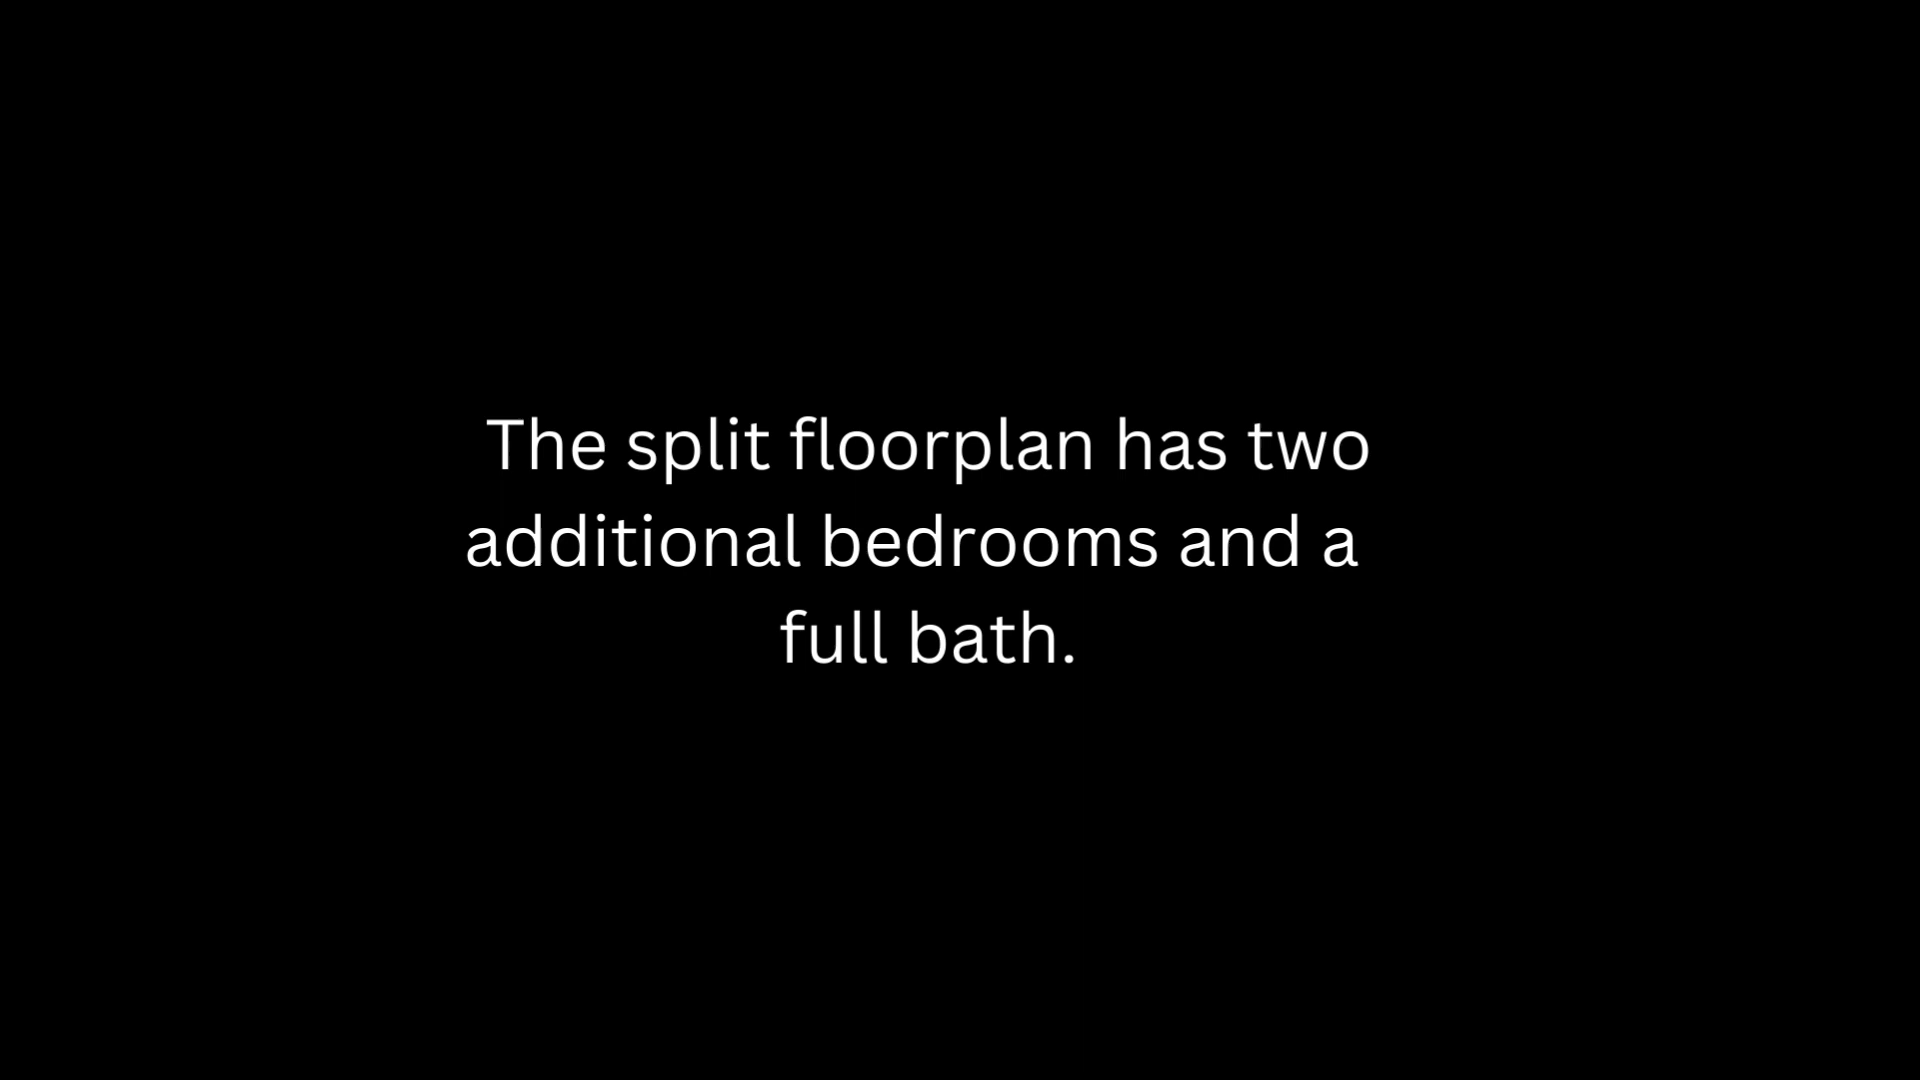 The split floorplan has two
additional bedrooms and a
full bath.